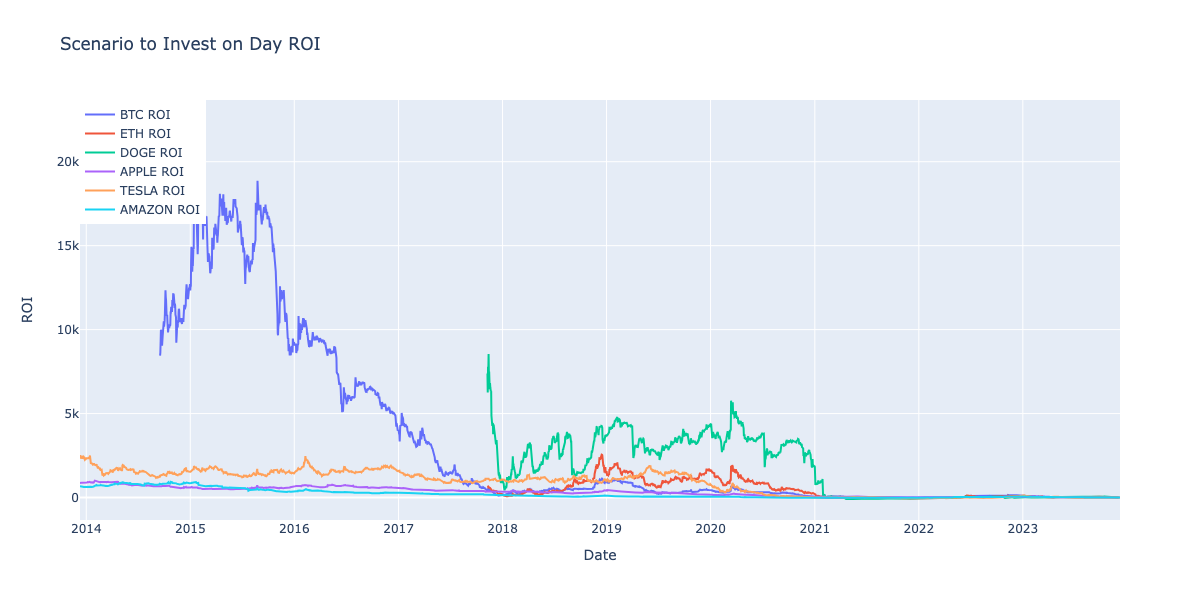 Scenario to Invest on Day ROI
BTC ROI
ETH ROI
DOGE ROI
APPLE ROI
TESLA ROI
AMAZON ROI
20k
15k
10k
5k
0
ROI
2014 2015 2016 2017 2018 2019 2020 2021 2022 2023
Date